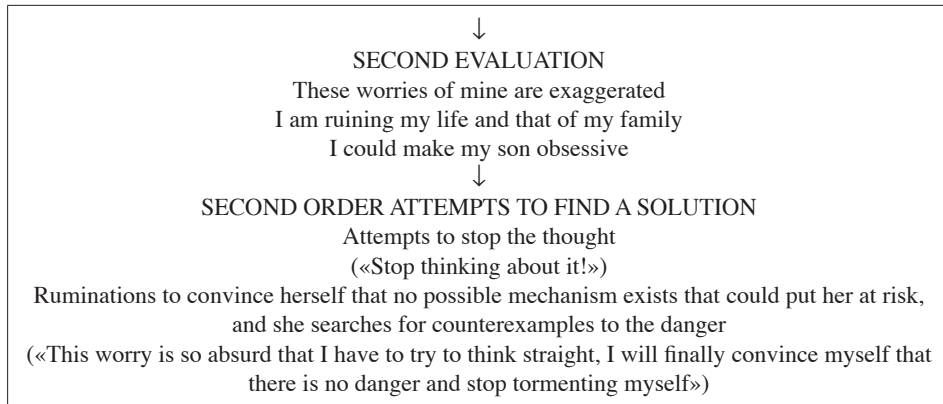 ↓
SECOND EVALUATION
These worries of mine are exaggerated
I am ruining my life and that of my family
I could make my son obsessive
↓
SECOND ORDER ATTEMPTS TO FIND A SOLUTION
Attempts to stop the thought
(«Stop thinking about it!»)
Ruminations to convince herself that no possible mechanism exists that could put her at risk,
and she searches for counterexamples to the danger
(«This worry is so absurd that I have to try to think straight, I will finally convince myself that
there is no danger and stop tormenting myself»)